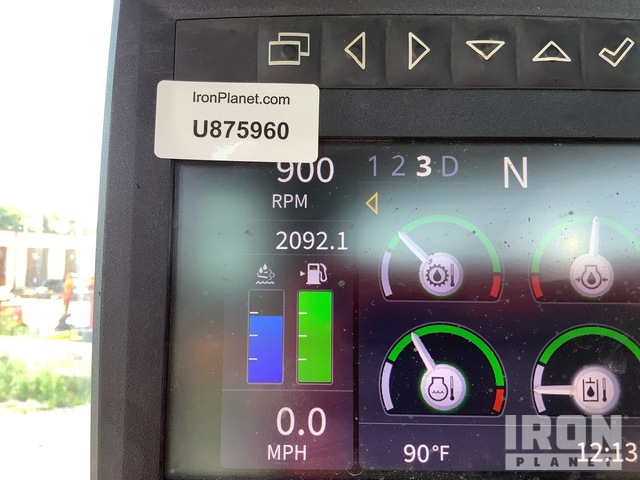 IronPlanet.com
U875960
900
RPM
1 2 3 D
N
2092.1
0.0
MPH
90°F
12:13
IRON
PLANET